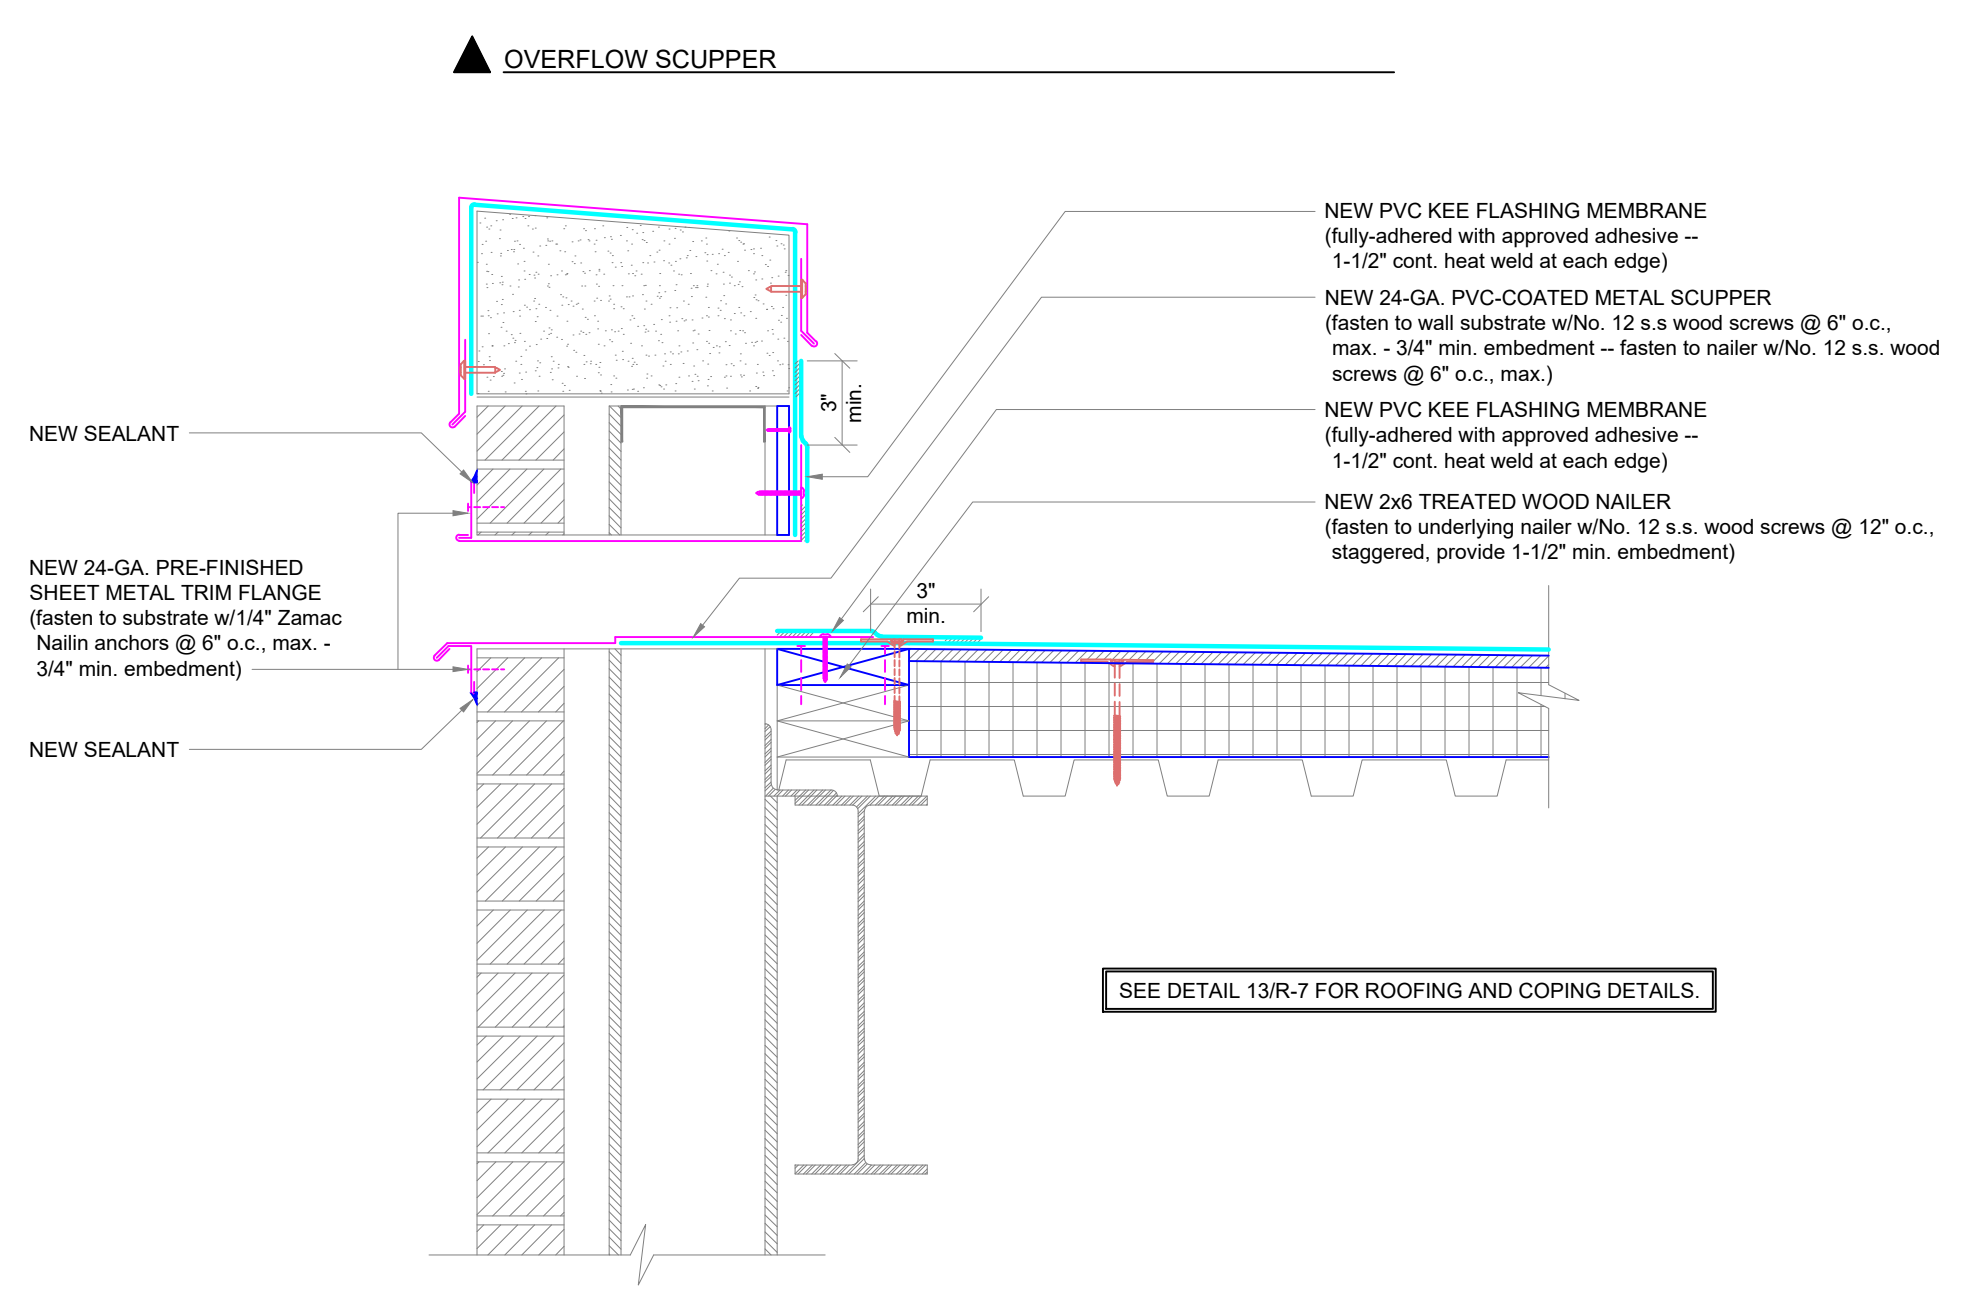 OVERFLOW SCUPPER
NEW PVC KEE FLASHING MEMBRANE
(fully-adhered with approved adhesive --
1-1/2" cont. heat weld at each edge)
NEW 24-GA. PVC-COATED METAL SCUPPER
(fasten to wall substrate w/No. 12 s.s wood screws @ 6" o.c.,
max. - 3/4" min. embedment -- fasten to nailer w/No. 12 s.s. wood
screws @ 6" o.c., max.)
NEW PVC KEE FLASHING MEMBRANE
(fully-adhered with approved adhesive --
1-1/2" cont. heat weld at each edge)
NEW 2x6 TREATED WOOD NAILER
(fasten to underlying nailer w/No. 12 s.s. wood screws @ 12" o.c.,
staggered, provide 1-1/2" min. embedment)
3"
min.
NEW SEALANT
NEW 24-GA. PRE-FINISHED
SHEET METAL TRIM FLANGE
(fasten to substrate w/1/4" Zamac
Nailin anchors @ 6" o.c., max. -
3/4" min. embedment)
3"
min.
NEW SEALANT
SEE DETAIL 13/R-7 FOR ROOFING AND COPING DETAILS.